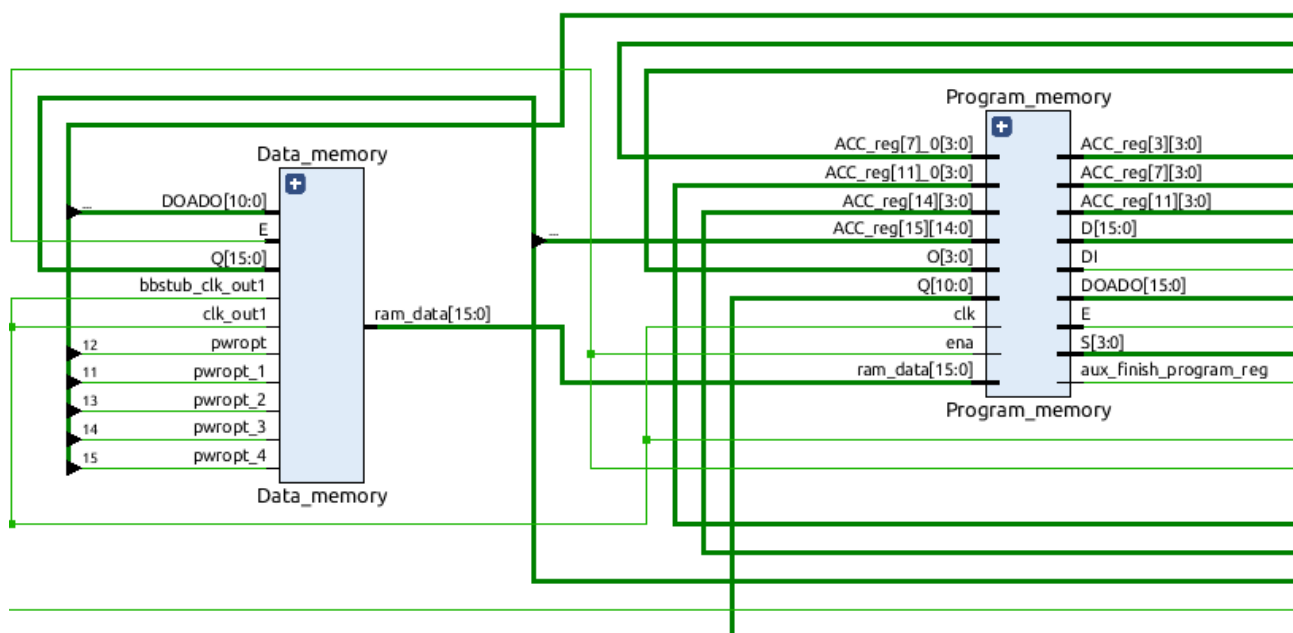 Data_memory
...
DOADO[10:0]
E
Q[15:0]
bbstub_clk_out1
clk_out1
12 pwropt
11 pwropt_1
13 pwropt_2
14 pwropt_3
15 pwropt_4
ram_data[15:0]
Data_memory
...
Program_memory
ACC_reg[7]_0[3:0]
ACC_reg[11]_0[3:0]
ACC_reg[14][3:0]
ACC_reg[15][14:0]
O[3:0]
Q[10:0]
clk
ena
ram_data[15:0]
ACC_reg[3][3:0]
ACC_reg[7][3:0]
ACC_reg[11][3:0]
D[15:0]
DI
DOADO[15:0]
E
S[3:0]
aux_finish_program_reg
Program_memory